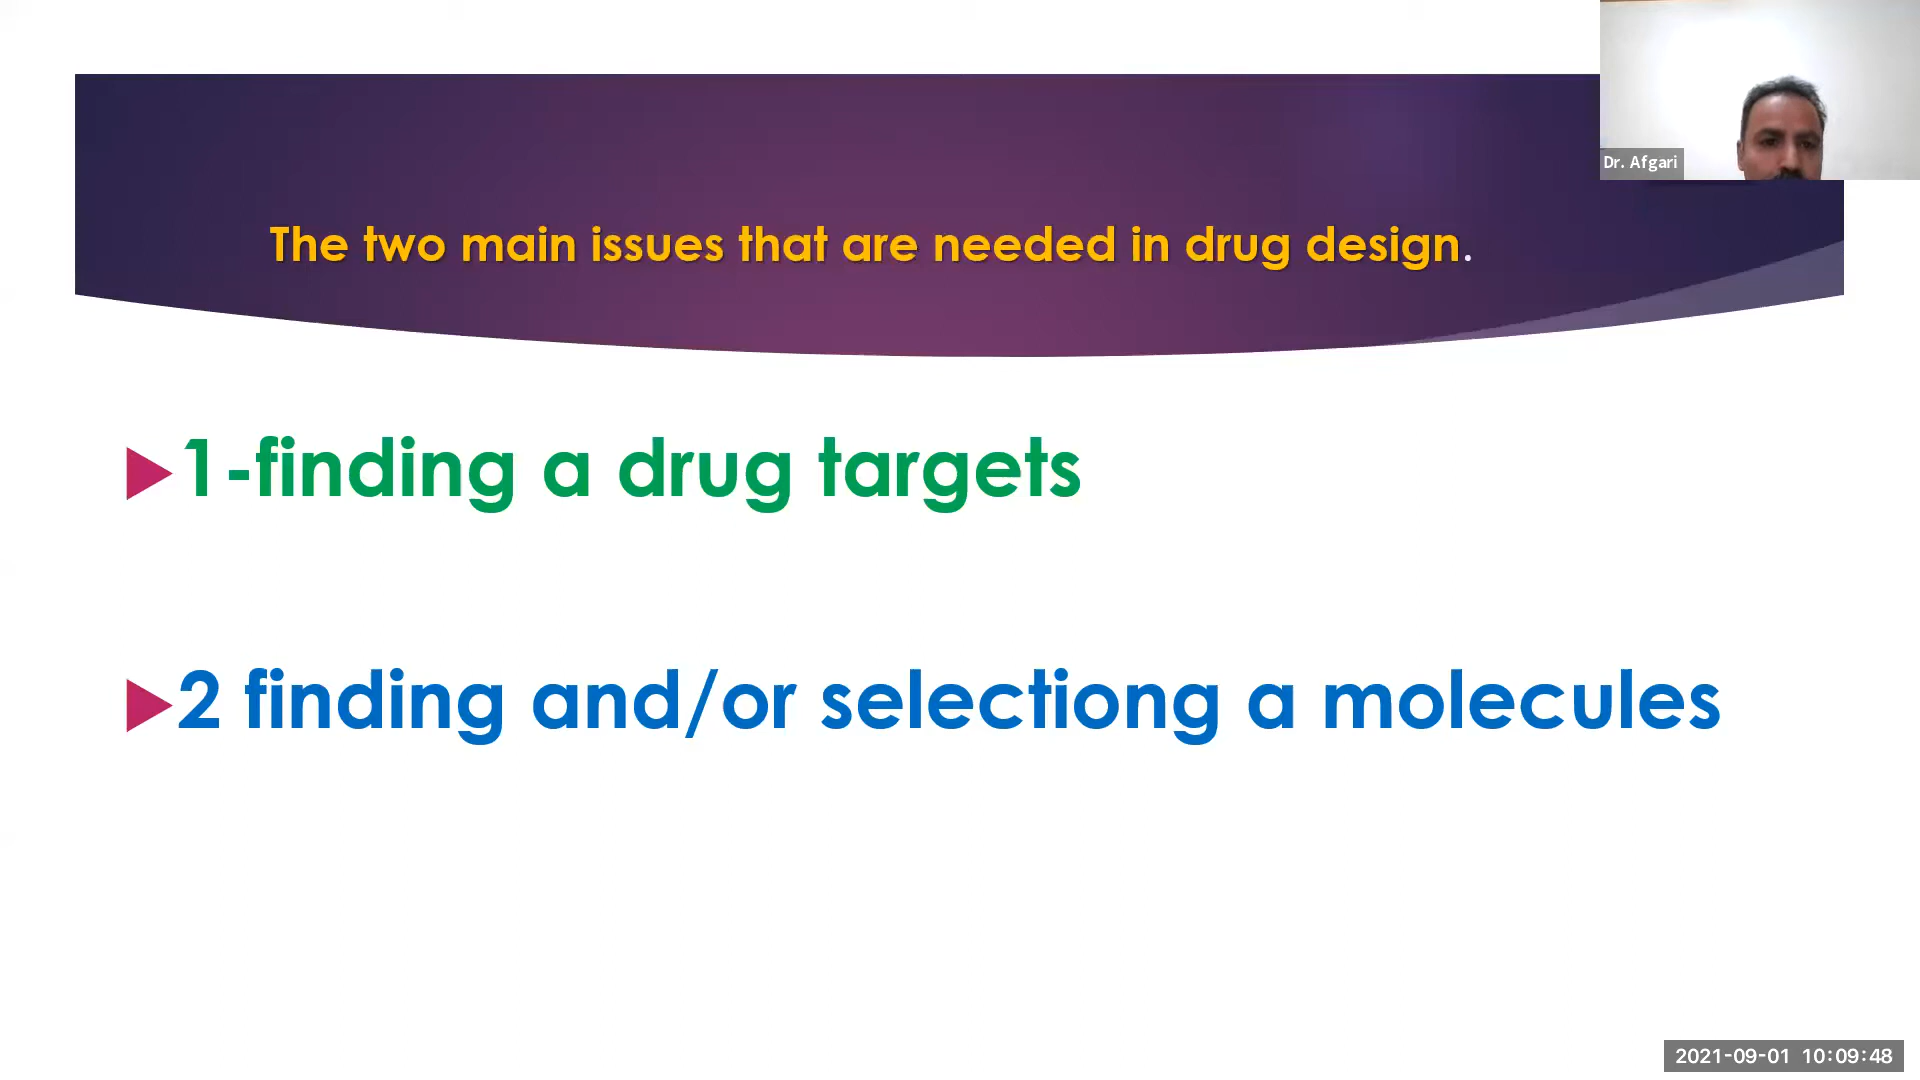 Dr. Afgari
The two main issues that are needed in drug design.
1-finding a drug targets
2 finding and/or selectiong a molecules
2021-09-01 10:09:48